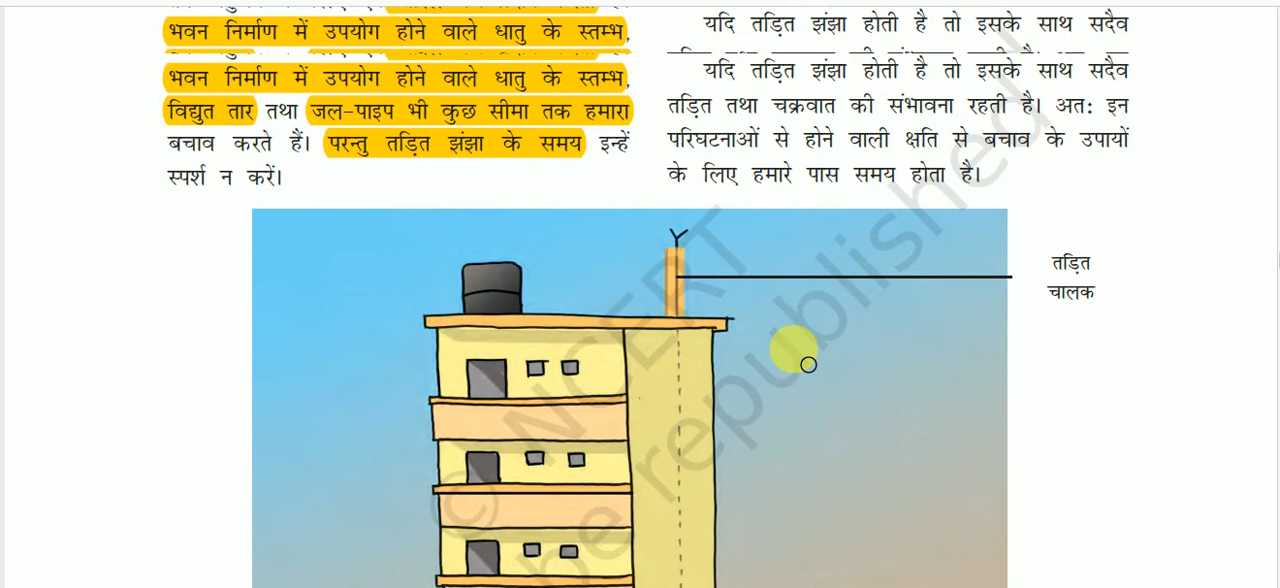 भवन निर्माण में उपयोग होने वाले धातु के स्तम्भ,
भवन निर्माण में उपयोग होने वाले धातु के स्तम्भ,
विद्युत तार तथा जल-पाइप भी कुछ सीमा तक हमारा
बचाव करते हैं। परन्तु तड़ित झंझा के समय इन्हें
स्पर्श न करें।
यदि तड़ित झंझा होती है तो इसके साथ सदैव
यदि तड़ित झंझा होती है तो इसके साथ सदैव
तड़ित तथा चक्रवात की संभावना रहती है। अत: इन
परिघटनाओं से होने वाली क्षति से बचाव के उपायों
के लिए हमारे पास समय होता है।
तड़ित
चालक
© NCERT
be republished